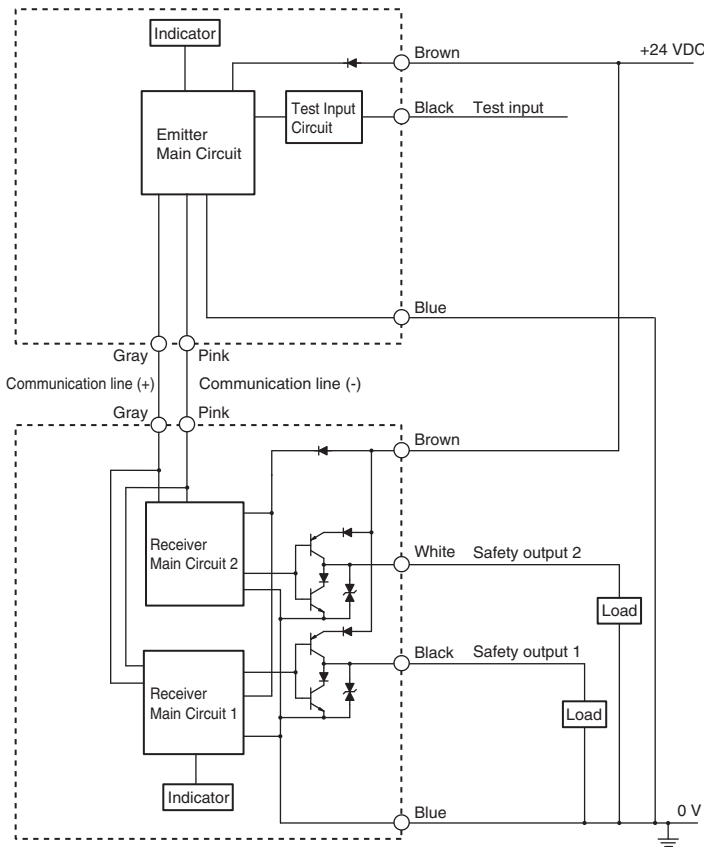 Indicator
Brown
+24 VDC
Emitter
Main Circuit
Test Input
Circuit
Black
Test input
Blue
Gray
Pink
Communication line (+)
Communication line (-)
Gray
Pink
Brown
Receiver
Main Circuit 2
White
Safety output 2
Load
Receiver
Main Circuit 1
Black
Safety output 1
Load
Indicator
Blue
0 V